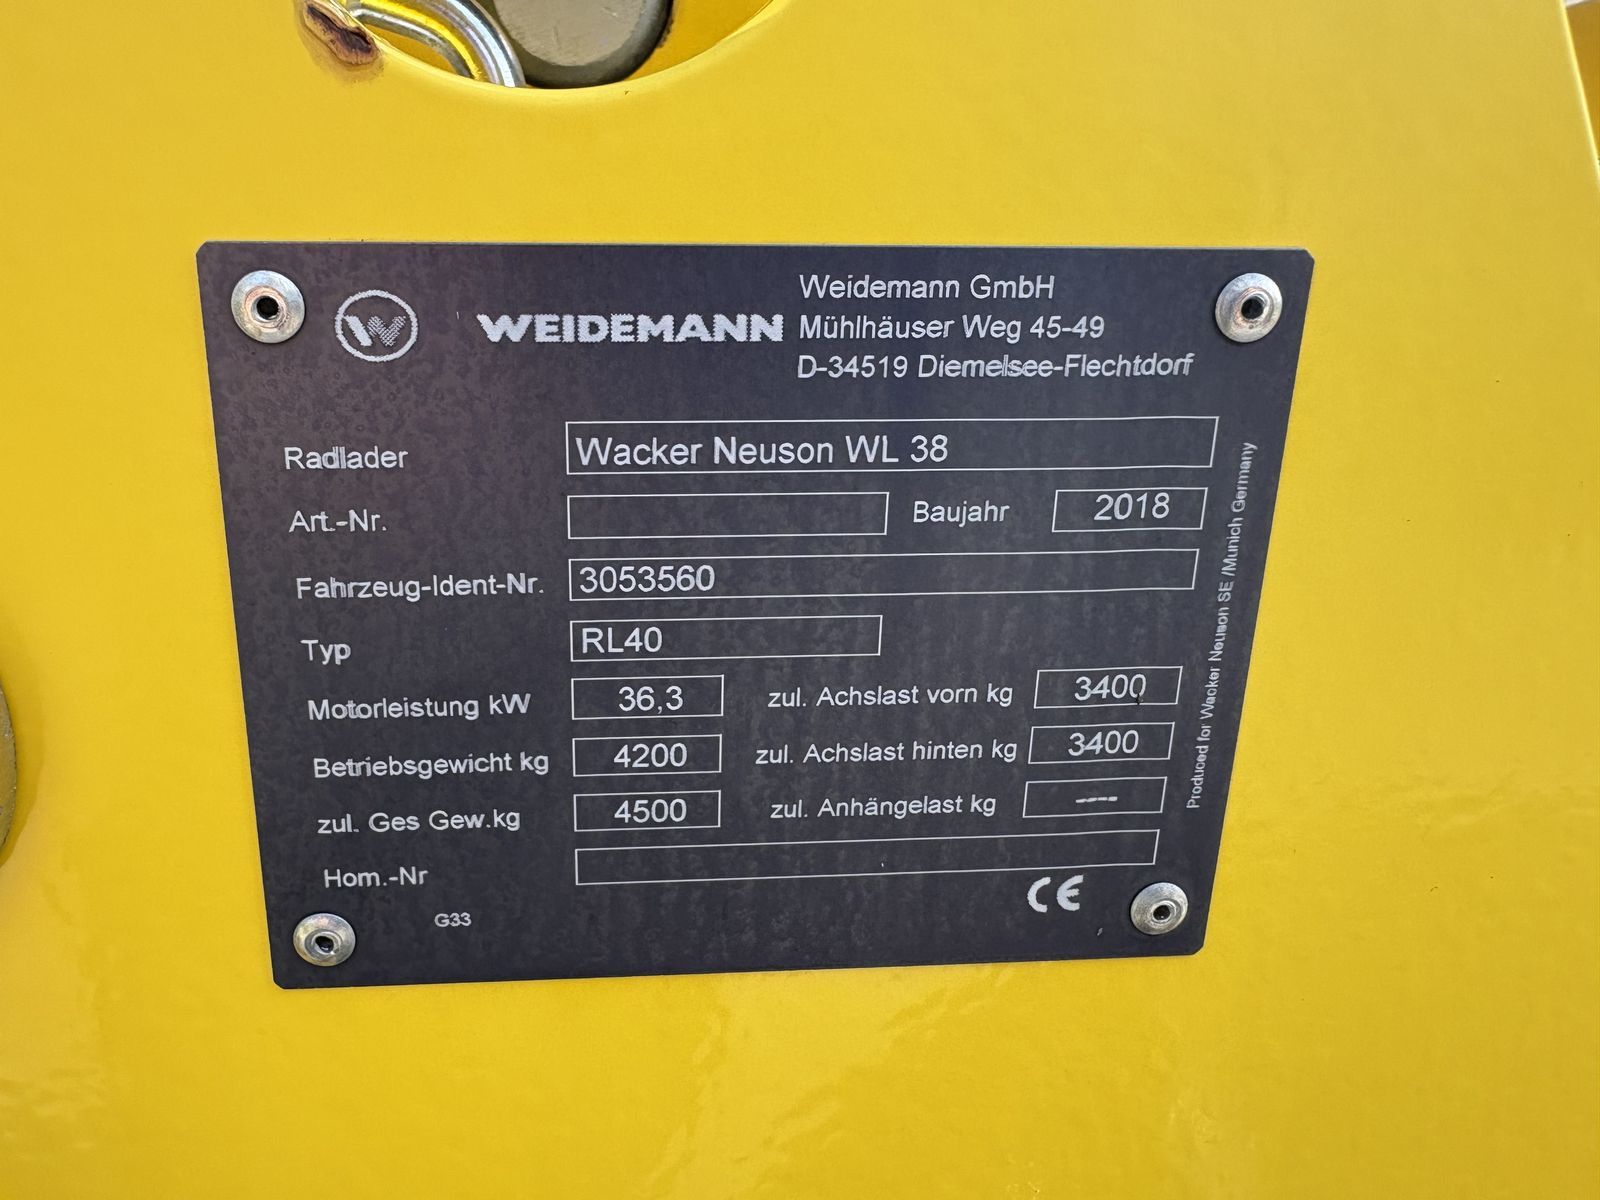 WEIDEMANN
Weidemann GmbH
Mühlhäuser Weg 45-49
D-34519 Diemelsee-Flechtdorf
Radlader Wacker Neuson WL 38
Art.-Nr. Baujahr 2018
Fahrzeug-Ident-Nr. 3053560
Typ RL40
Motorleistung kW 36,3 zul. Achslast vorn kg 3400
Betriebsgewicht kg 4200 zul. Achslast hinten kg 3400
zul. Ges Gew.kg 4500 zul. Anhängelast kg ----
Hom.-Nr
G33 CE
Produced for Wacker Neuson SE /Munich Germany